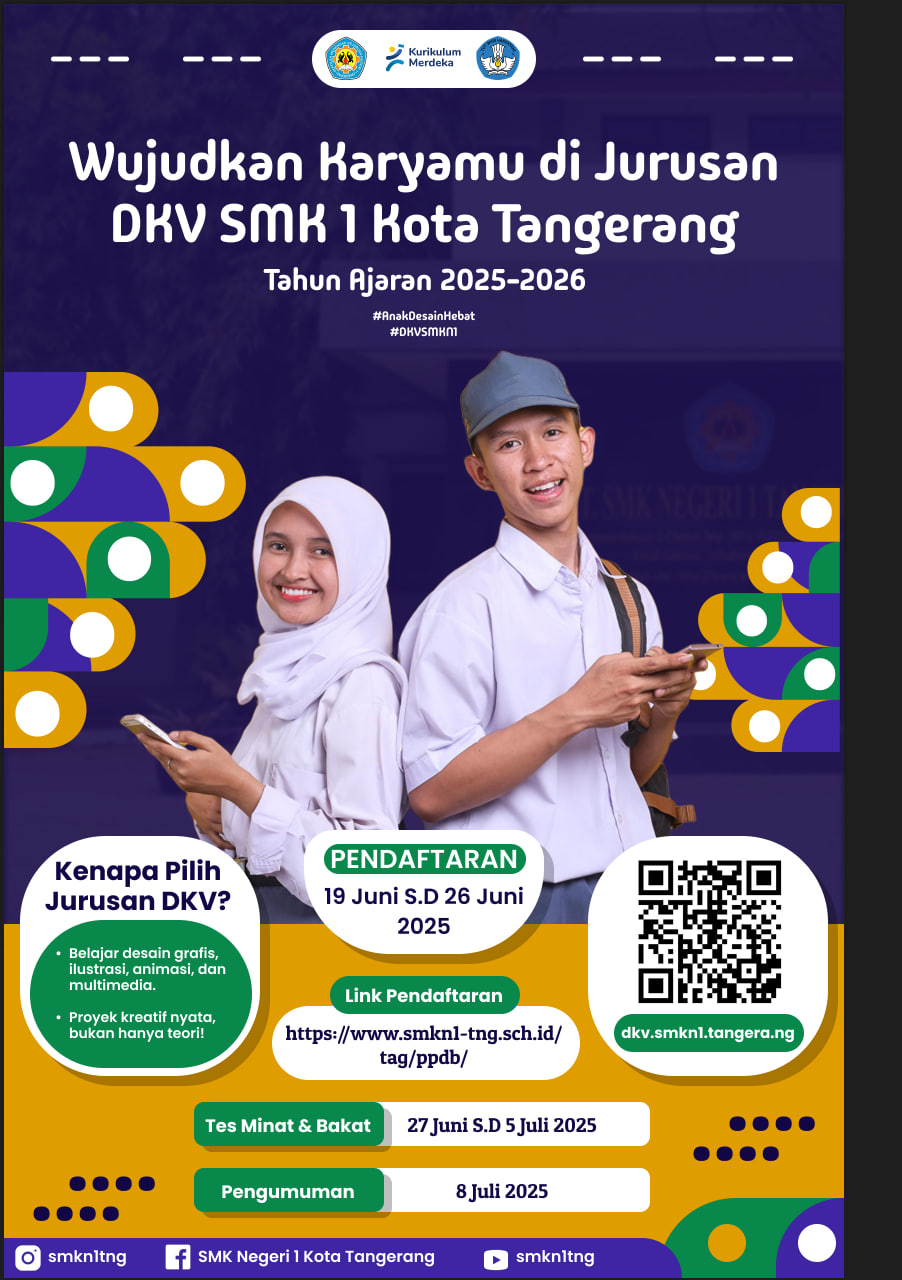 Kurikulum
Merdeka
Wujudkan Karyamu di Jurusan
DKV SMK 1 Kota Tangerang
Tahun Ajaran 2025-2026
#AnakDesainHebat
#DKVSMKN1
SMK NEGERI 1
Kenapa Pilih
Jurusan DKV?
• Belajar desain grafis,
ilustrasi, animasi, dan
multimedia.
• Proyek kreatif nyata,
bukan hanya teori!
PENDAFTARAN
19 Juni S.D 26 Juni
2025
Link Pendaftaran
https://www.smkn1-tng.sch.id/
tag/ppdb/
dkv.smkn1.tangera.ng
Tes Minat & Bakat 27 Juni S.D 5 Juli 2025
Pengumuman 8 Juli 2025
smkn1tng SMK Negeri 1 Kota Tangerang smkn1tng